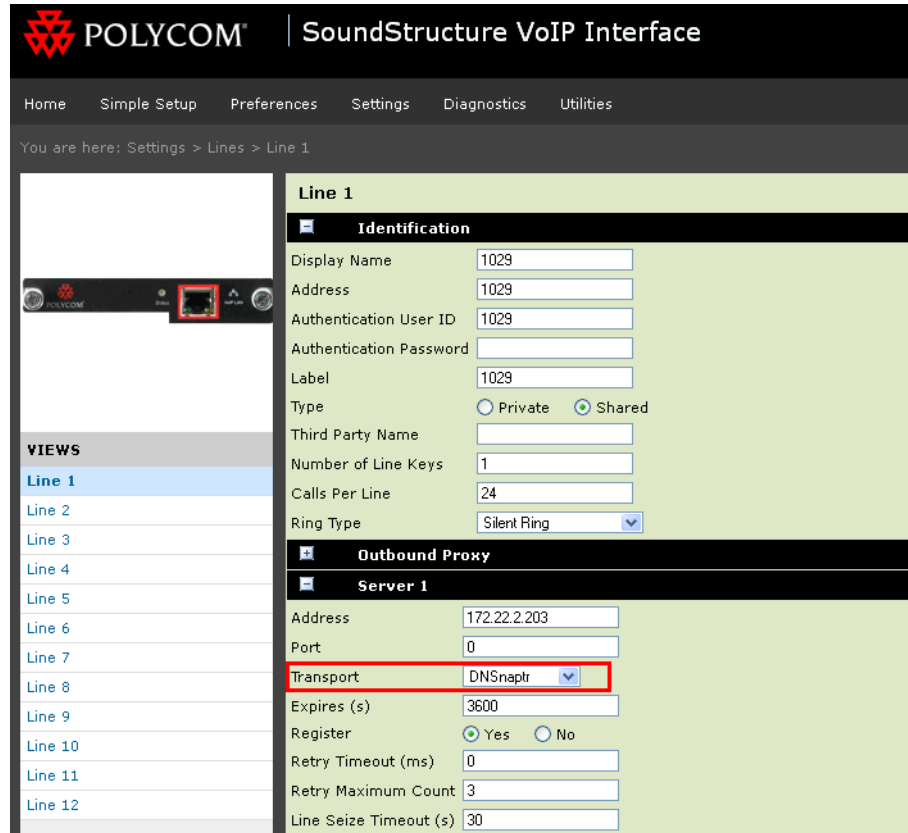 POLYCOM® | SoundStructure VoIP Interface
Home Simple Setup Preferences Settings Diagnostics Utilities
You are here: Settings > Lines > Line 1
POLYCOM
VIEWS
Line 1
Line 2
Line 3
Line 4
Line 5
Line 6
Line 7
Line 8
Line 9
Line 10
Line 11
Line 12
Line 1
Identification
Display Name 1029
Address 1029
Authentication User ID 1029
Authentication Password
Label 1029
Type Private Shared
Third Party Name
Number of Line Keys 1
Calls Per Line 24
Ring Type Silent Ring
Outbound Proxy
Server 1
Address 172.22.2.203
Port 0
Transport DNSnaptr
Expires (s) 3600
Register Yes No
Retry Timeout (ms) 0
Retry Maximum Count 3
Line Seize Timeout (s) 30